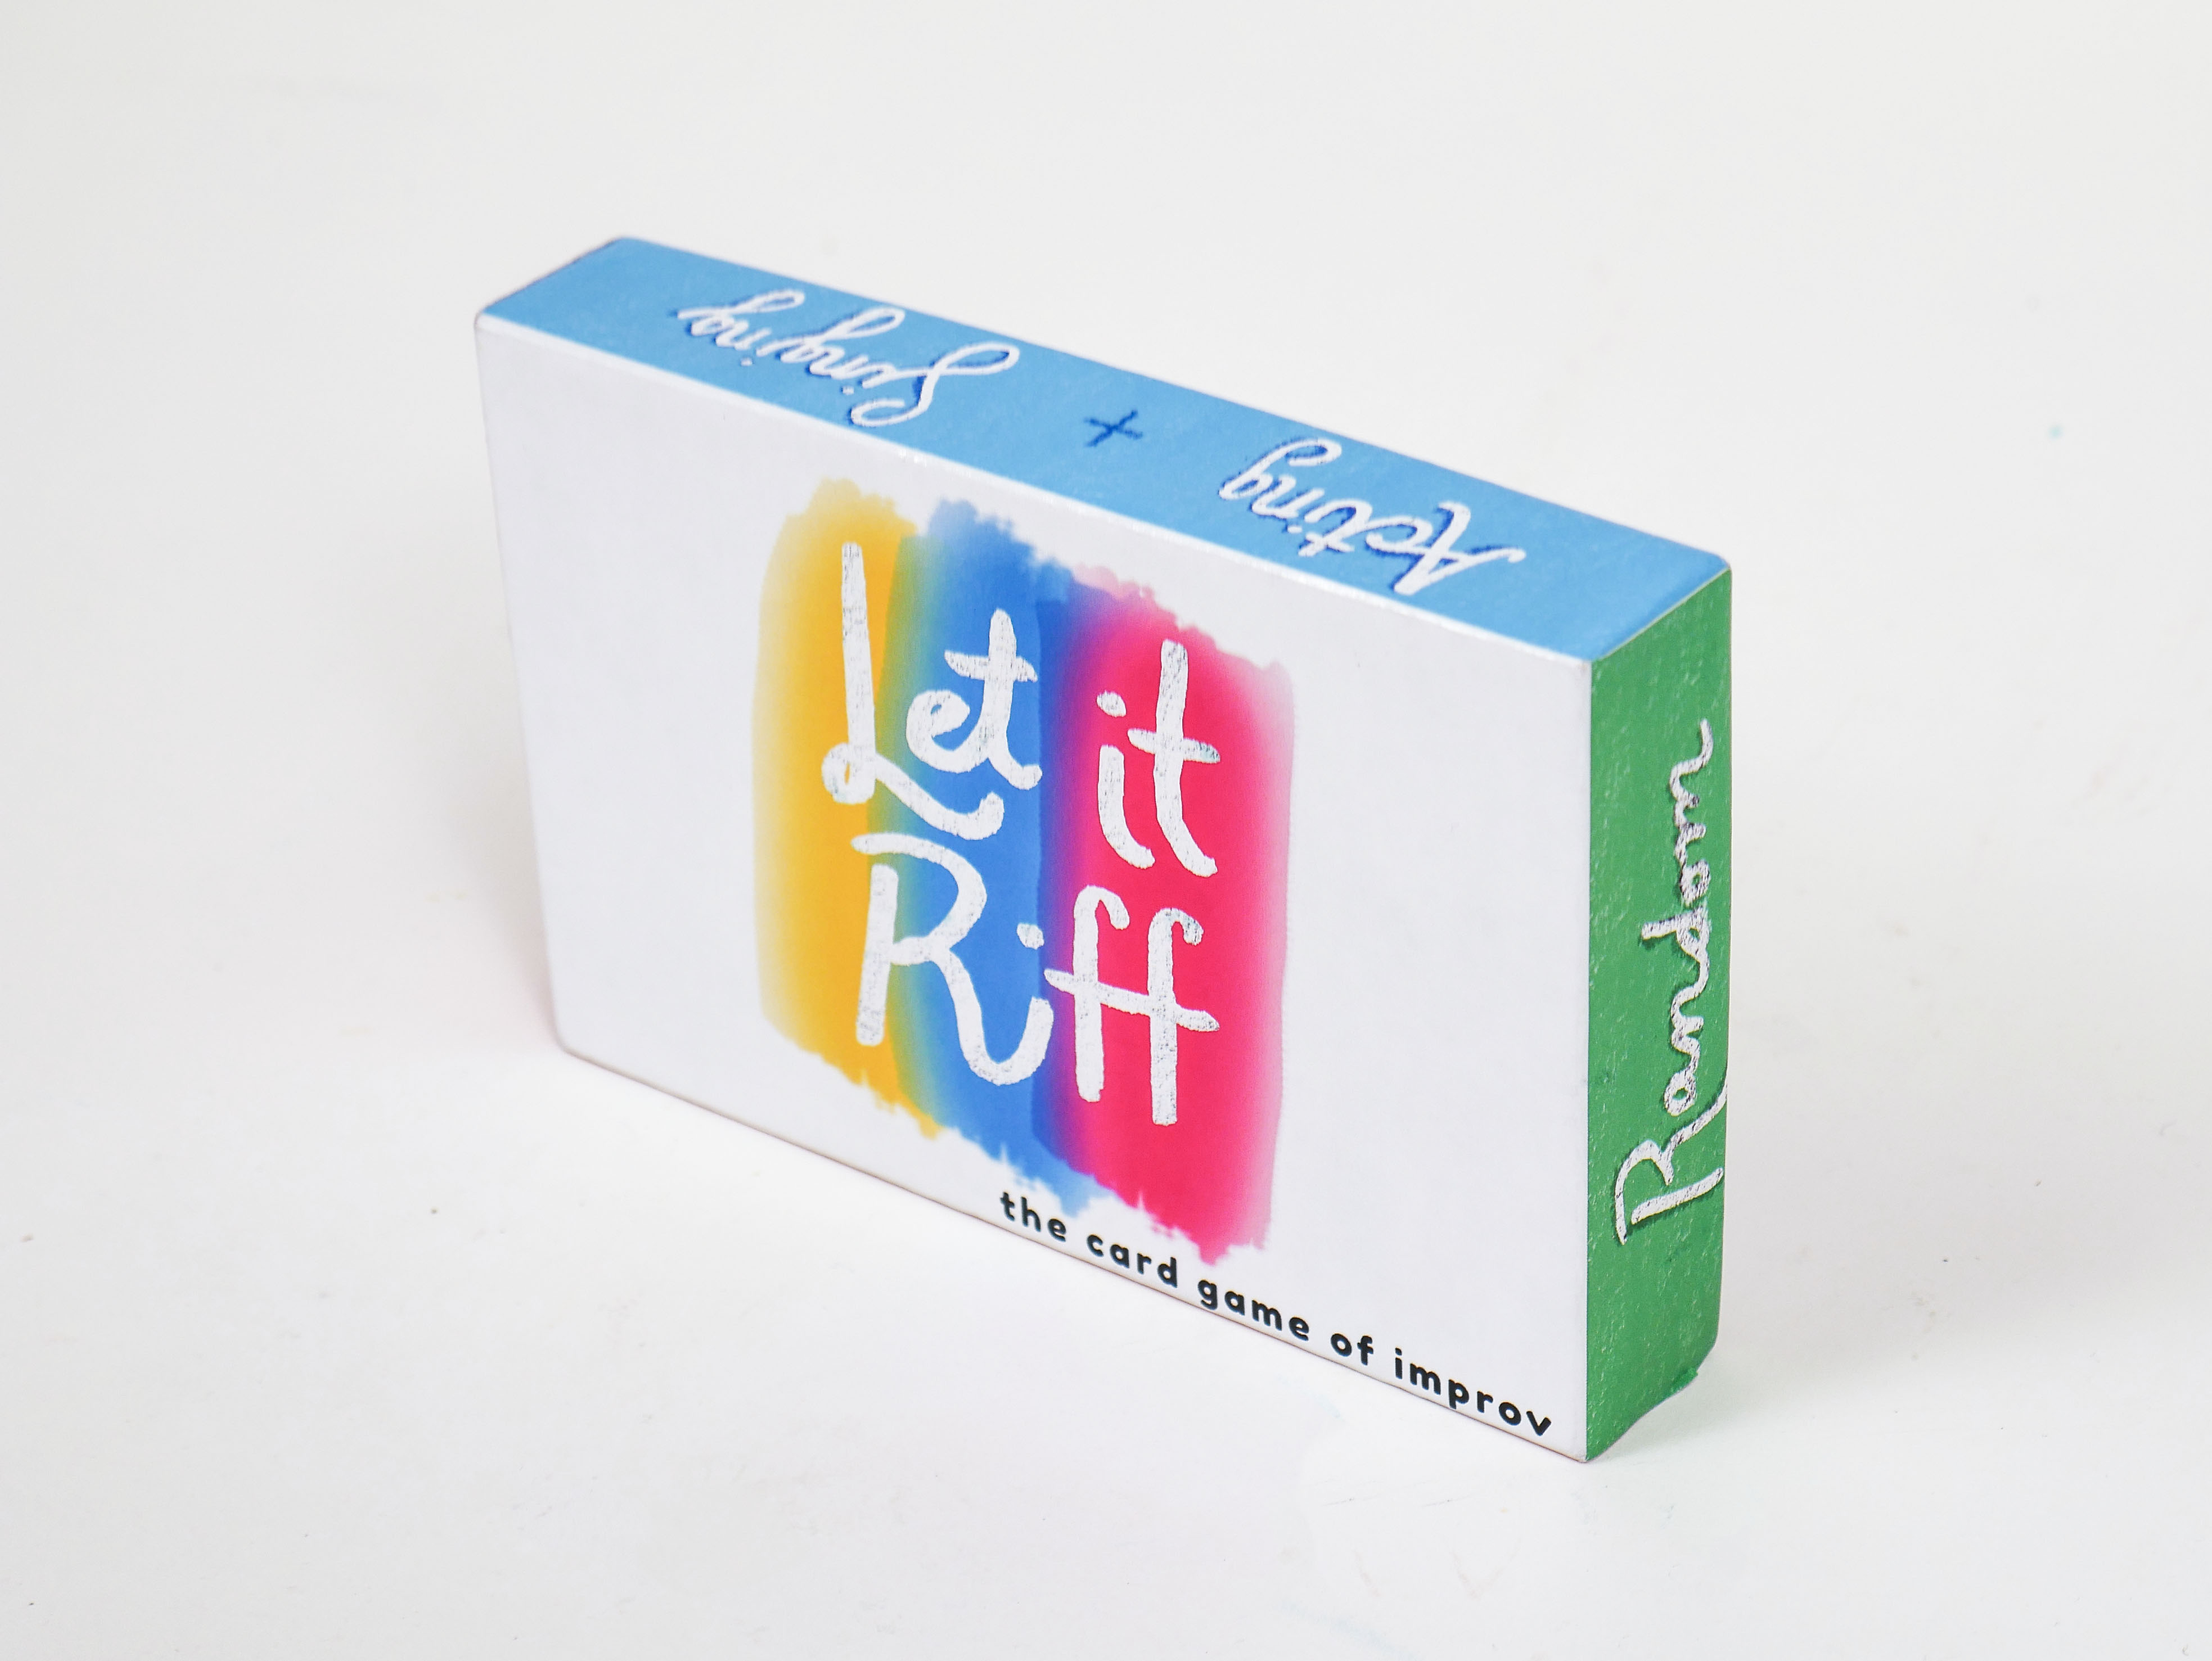 Acting + Singing
Let it
Riff
the card game of improv
Random